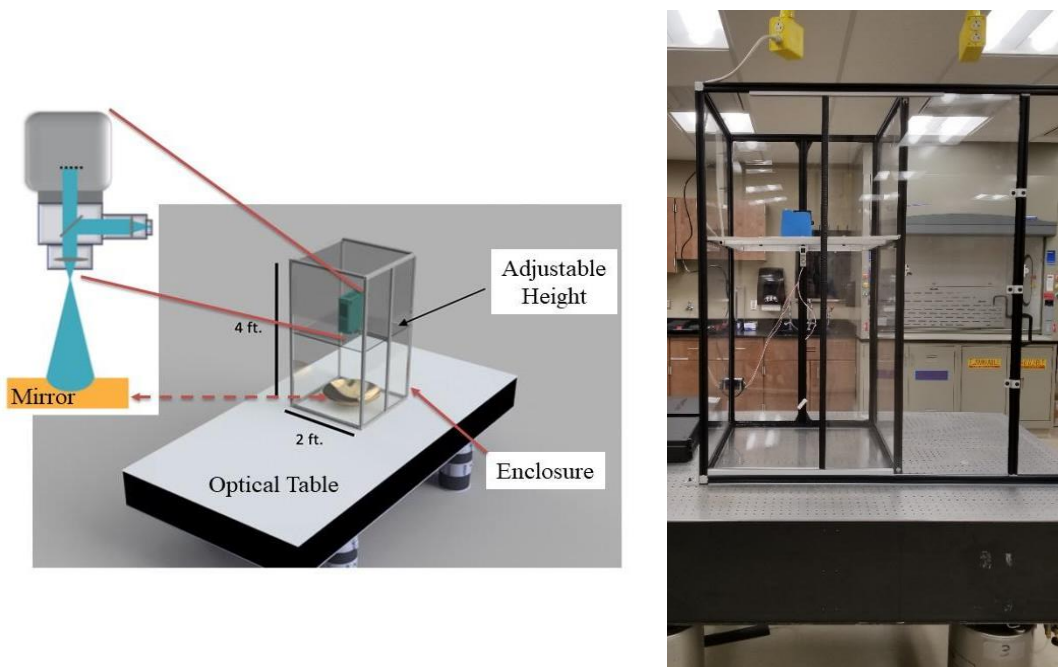 Adjustable
Height
4 ft.
Mirror
2 ft.
Enclosure
Optical Table